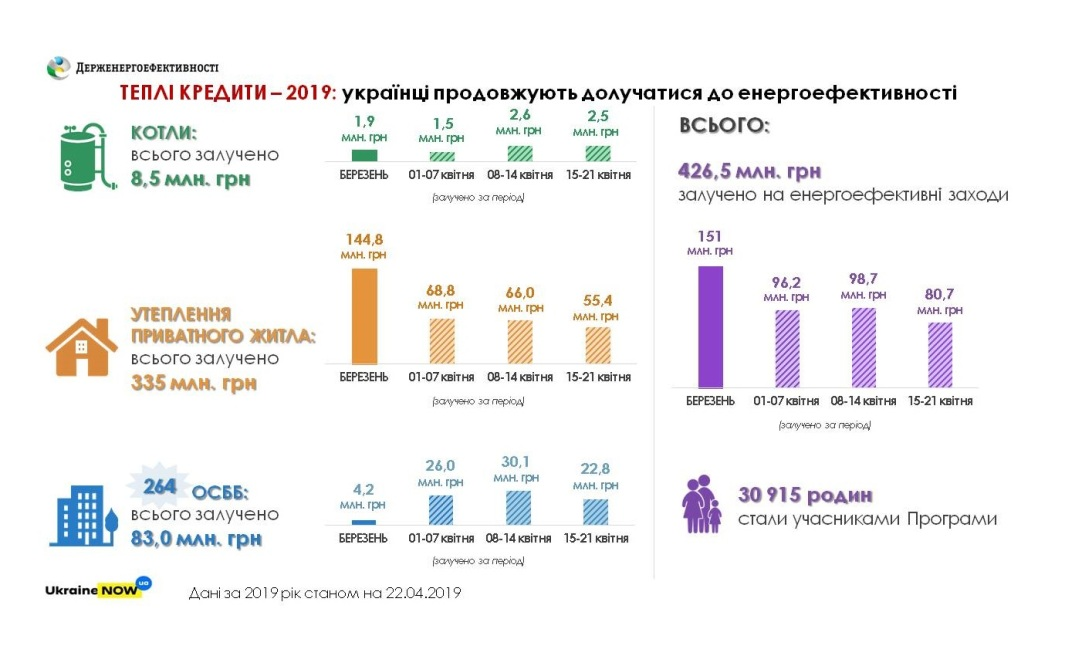 ДЕРЖЕНЕРГОЕФЕКТИВНОСТІ
ТЕПЛІ КРЕДИТИ – 2019: українці продовжують долучатися до енергоефективності
КОТЛИ:
всього залучено
8,5 млн. грн
1,9
млн. грн
1,5
млн. грн
2,6
млн. грн
2,5
млн. грн
БЕРЕЗЕНЬ 01-07 квітня 08-14 квітня 15-21 квітня
(залучено за період)
УТЕПЛЕННЯ
ПРИВАТНОГО ЖИТЛА:
всього залучено
335 млн. грн
144,8
млн. грн
68,8
млн. грн
66,0
млн. грн
55,4
млн. грн
БЕРЕЗЕНЬ 01-07 квітня 08-14 квітня 15-21 квітня
(залучено за період)
264 ОСББ:
всього залучено
83,0 млн. грн
4,2
млн. грн
26,0
млн. грн
30,1
млн. грн
22,8
млн. грн
БЕРЕЗЕНЬ 01-07 квітня 08-14 квітня 15-21 квітня
(залучено за період)
ВСЬОГО:
426,5 млн. грн
залучено на енергоефективні заходи
151
млн. грн
96,2
млн. грн
98,7
млн. грн
80,7
млн. грн
БЕРЕЗЕНЬ 01-07 квітня 08-14 квітня 15-21 квітня
(залучено за період)
30 915 родин
стали учасниками Програми
Ukraine NOW ua
Дані за 2019 рік станом на 22.04.2019